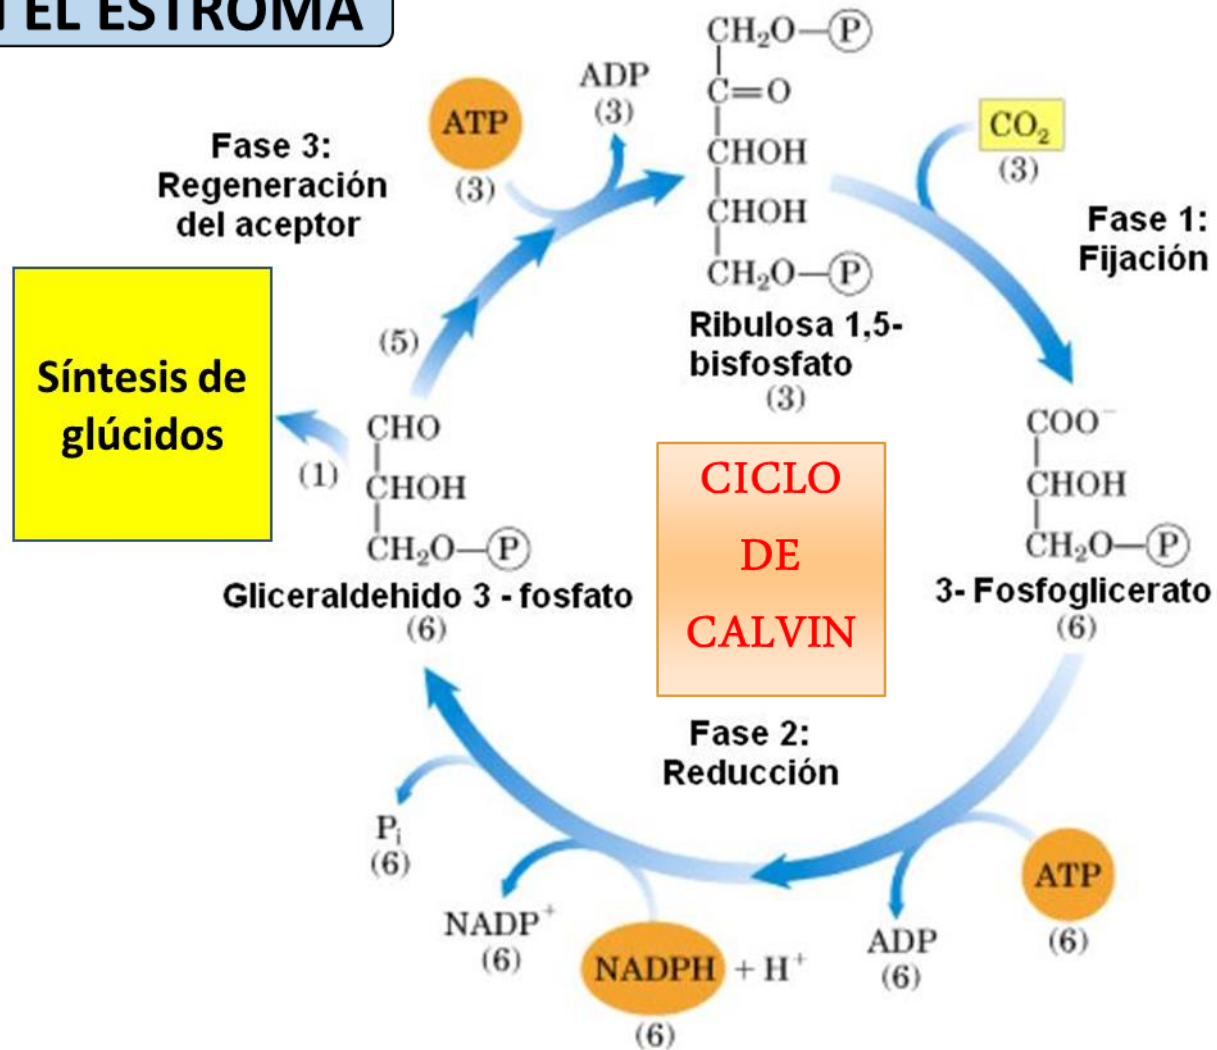 EL ESTROMA
CH₂O—P
C=O
CHOH
CHOH
CH₂O—P
Ribulosa 1,5-
bisfosfato
(3)
CO₂
(3)
Fase 1:
Fijación
COO⁻
CHOH
CH₂O—P
3- Fosfoglicerato
(6)
ATP
(6)
ADP
(6)
Fase 2:
Reducción
NADPH + H⁺
(6)
NADP⁺
(6)
Pᵢ
(6)
CHO
CHOH
CH₂O—P
Gliceraldehido 3 - fosfato
(6)
(1)
Síntesis de
glúcidos
(5)
Fase 3:
Regeneración
del aceptor
ATP
(3)
ADP
(3)
CICLO
DE
CALVIN